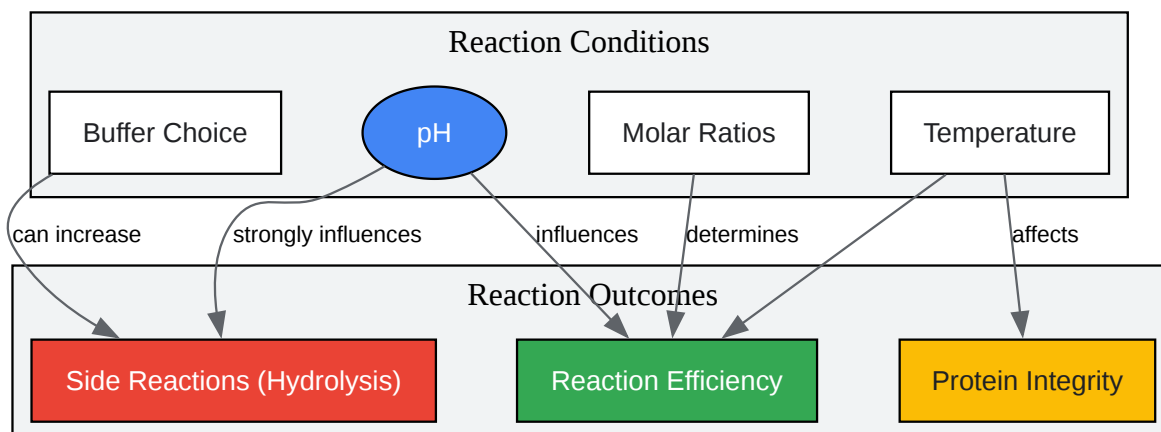 Reaction Conditions
Buffer Choice
pH
Molar Ratios
Temperature
can increase
strongly influences
influences
determines
affects
Reaction Outcomes
Side Reactions (Hydrolysis)
Reaction Efficiency
Protein Integrity